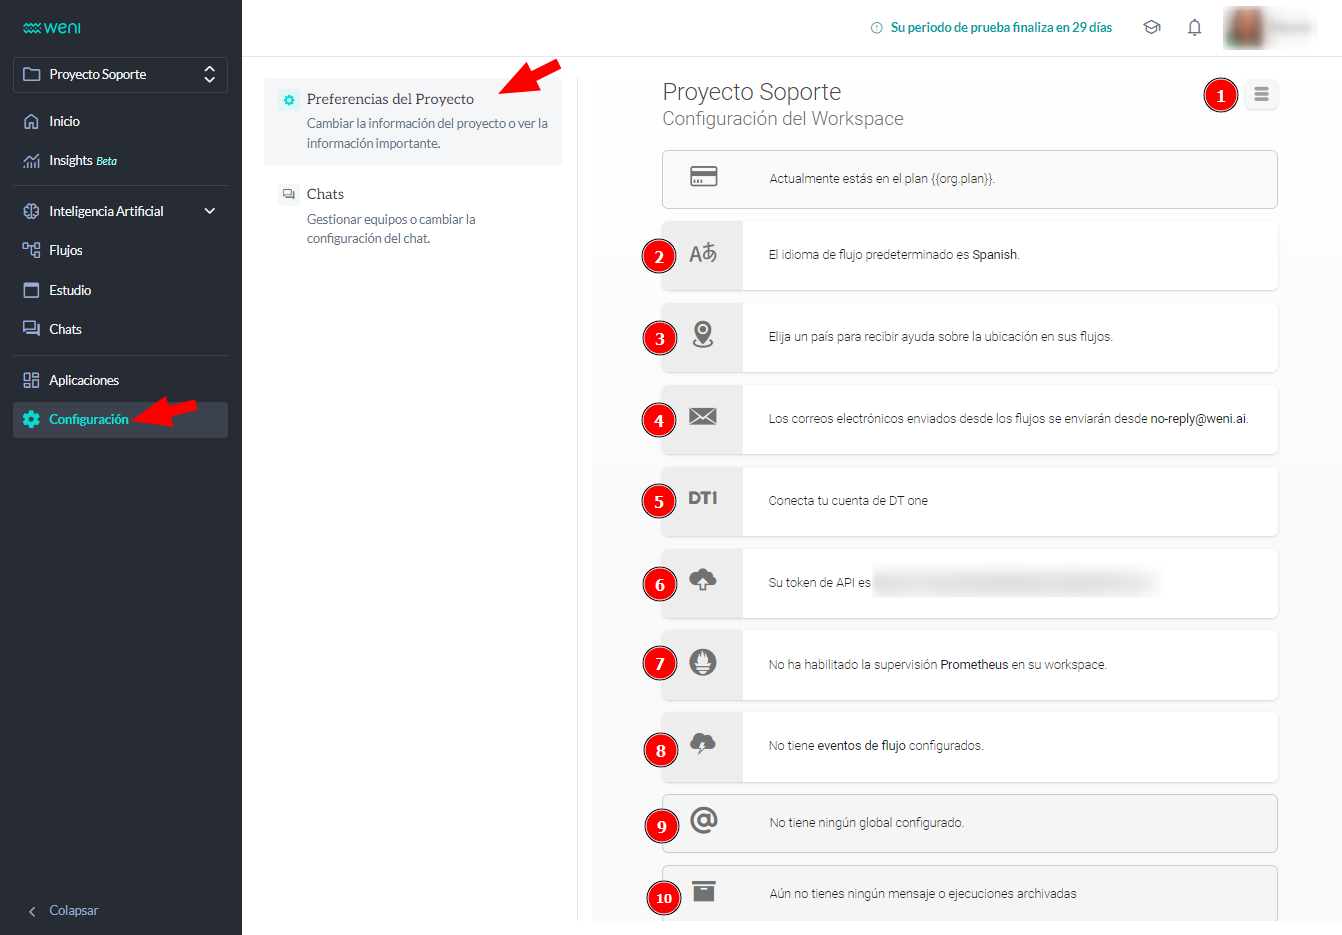 weni
Su periodo de prueba finaliza en 29 días
Proyecto Soporte
Inicio
Insights Beta
Inteligencia Artificial
Flujos
Estudio
Chats
Aplicaciones
Configuración
Colapsar
Preferencias del Proyecto
Cambiar la información del proyecto o ver la
información importante.
Chats
Gestionar equipos o cambiar la
configuración del chat.
Proyecto Soporte
Configuración del Workspace
1
Actualmente estás en el plan {{org.plan}}.
2
Aあ
El idioma de flujo predeterminado es Spanish.
3
Elija un país para recibir ayuda sobre la ubicación en sus flujos.
4
Los correos electrónicos enviados desde los flujos se enviarán desde no-reply@weni.ai.
5
DT1
Conecta tu cuenta de DT one
6
Su token de API es
7
No ha habilitado la supervisión Prometheus en su workspace.
8
No tiene eventos de flujo configurados.
9
@
No tiene ningún global configurado.
10
Aún no tienes ningún mensaje o ejecuciones archivadas